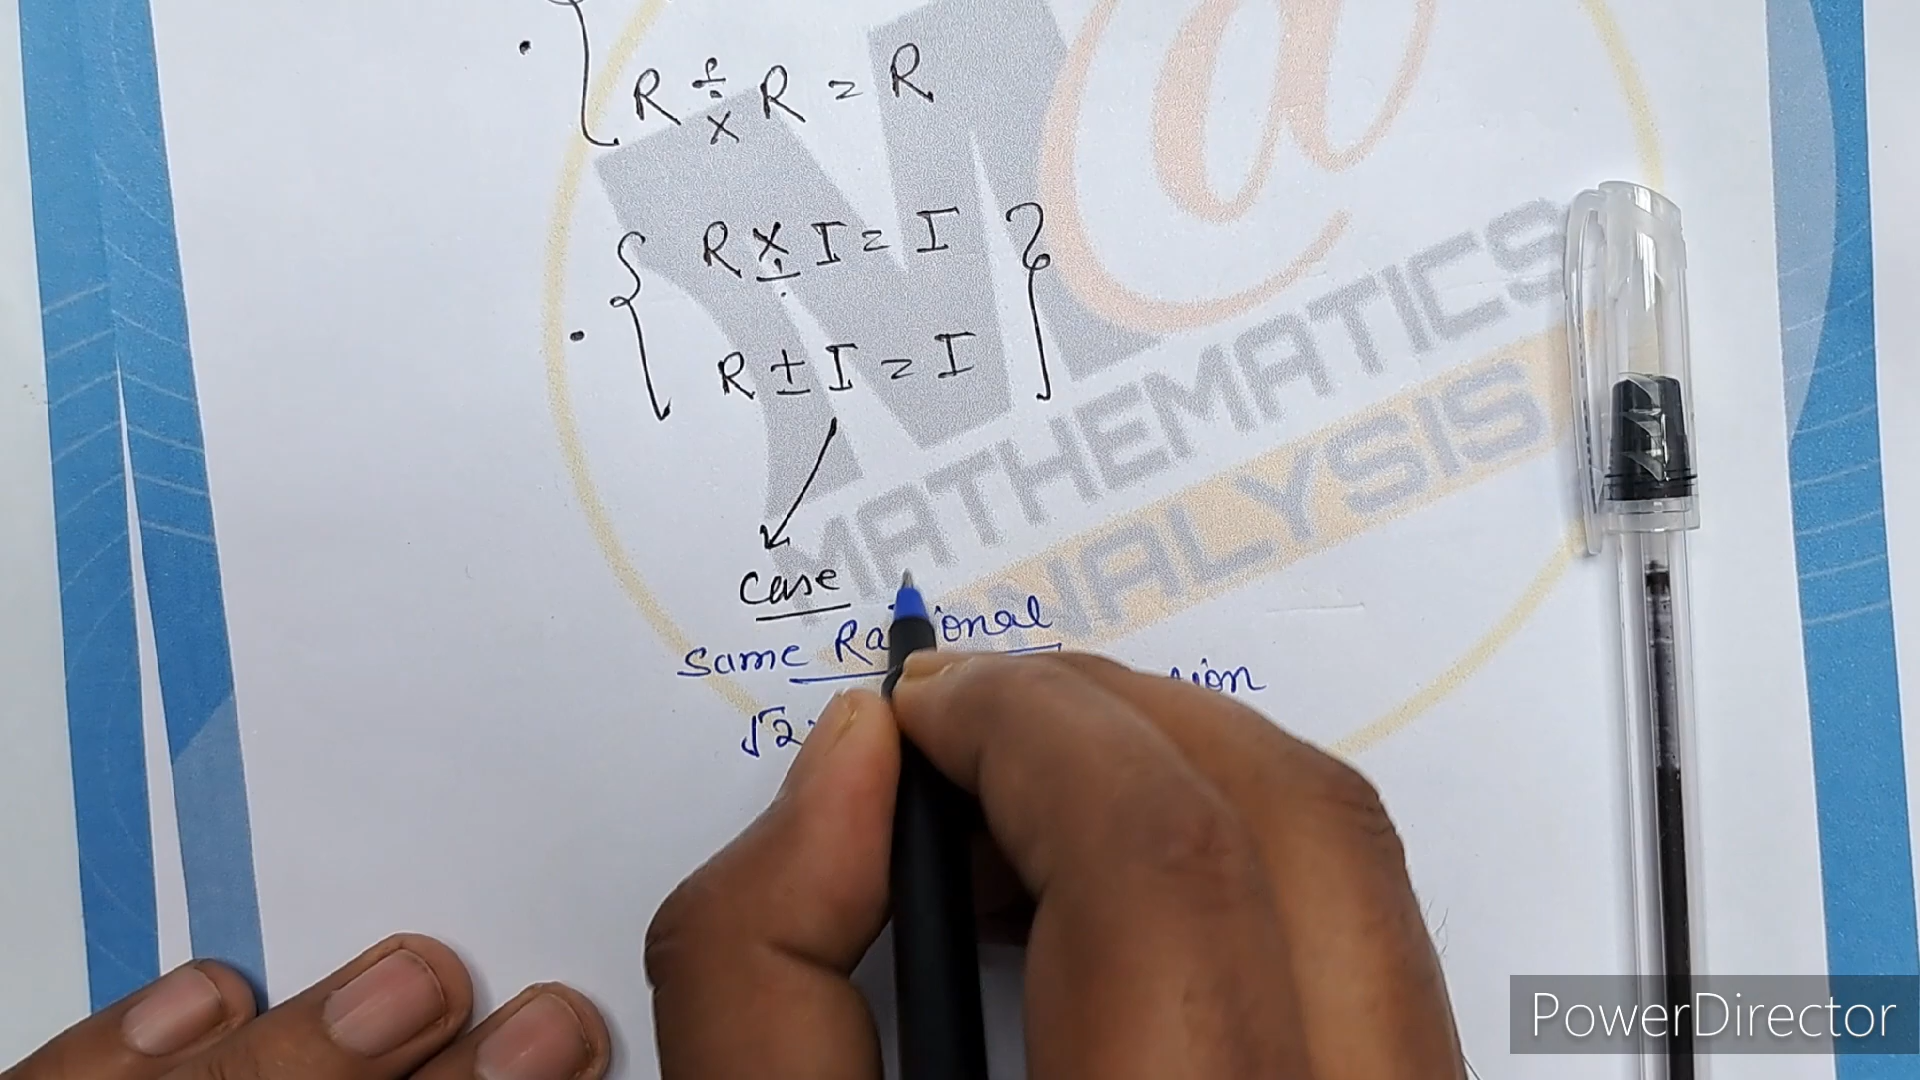 R ÷ × R = R
R × ÷ I = I
R ± I = I
Case
Same Rational
√2
MATHEMATICS
ANALYSIS
PowerDirector